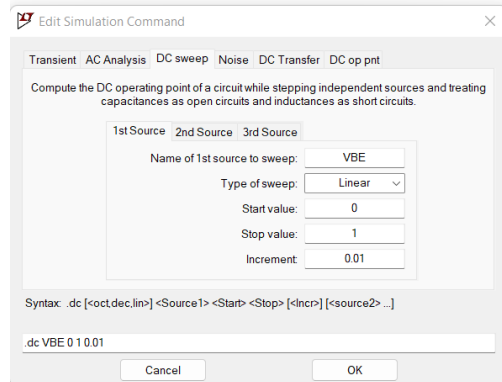 Edit Simulation Command
Transient AC Analysis DC sweep Noise DC Transfer DC op pnt
Compute the DC operating point of a circuit while stepping independent sources and treating
capacitances as open circuits and inductances as short circuits.
1st Source 2nd Source 3rd Source
Name of 1st source to sweep: VBE
Type of sweep: Linear
Start value: 0
Stop value: 1
Increment: 0.01
Syntax: .dc [<oct,dec,lin>] <Source1> <Start> <Stop> [<Incr>] [<source2> ...]
.dc VBE 0 1 0.01
Cancel OK